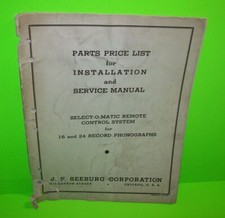 PARTS PRICE LIST
for
INSTALLATION
and
SERVICE MANUAL
SELECT-O-MATIC REMOTE
CONTROL SYSTEM
for
16 and 24 RECORD PHONOGRAPHS
J. P. SEEBURG CORPORATION
CHICAGO, U. S. A.